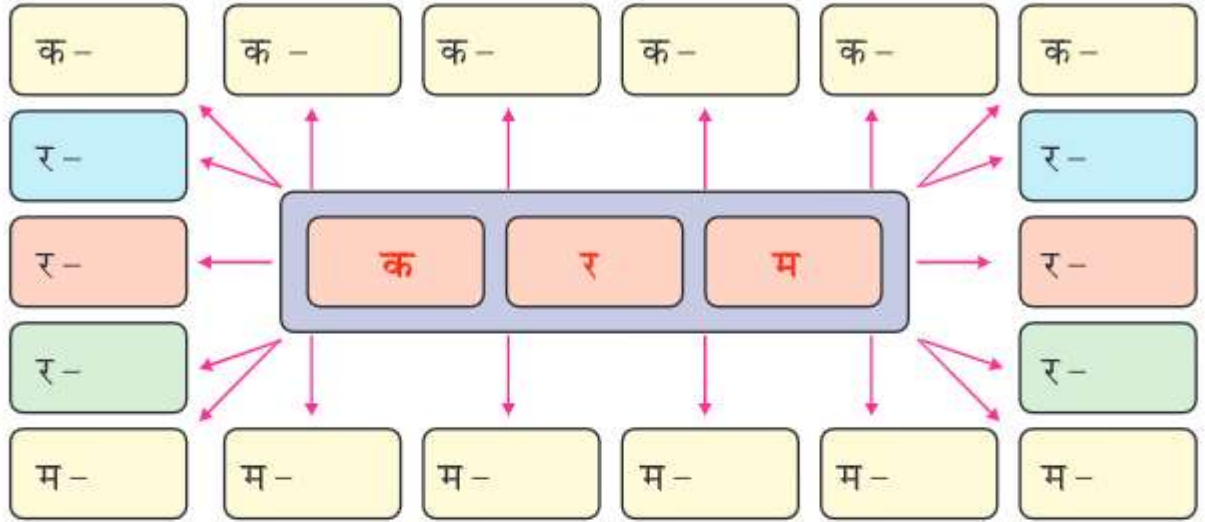 क – क – क – क – क – क –
र – र –
र – क र म र –
र – र –
म – म – म – म – म – म –